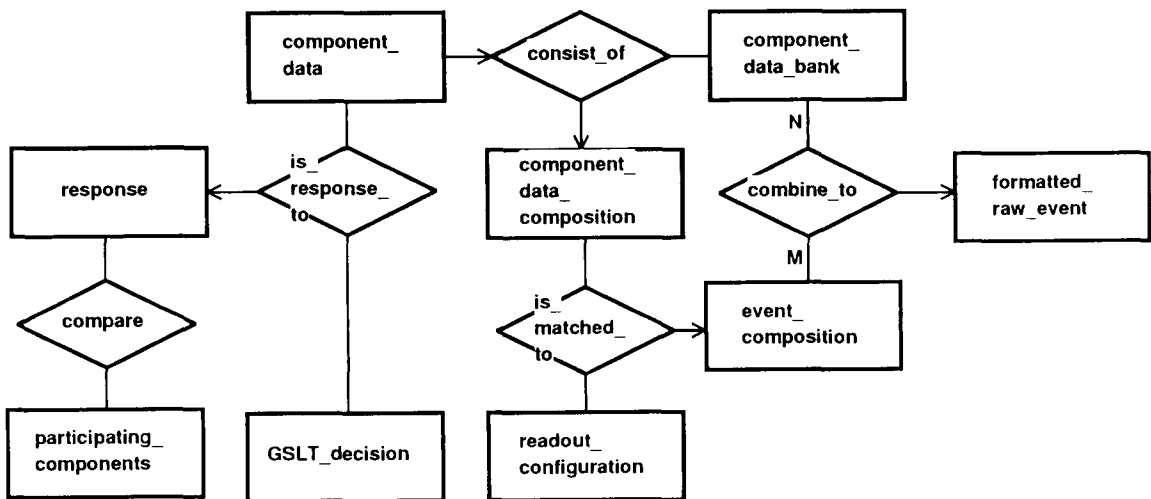 component_
data
consist_of
component_
data_bank
N
response
is_
response_
to
component_
data_
composition
combine_to
formatted_
raw_event
M
compare
is_
matched_
to
event_
composition
participating_
components
GSLT_decision
readout_
configuration